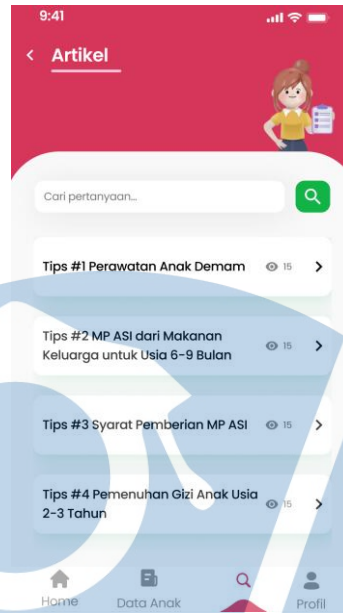 9:41
Artikel
Cari pertanyaan...
Tips #1 Perawatan Anak Demam 15
Tips #2 MP ASI dari Makanan
Keluarga untuk Usia 6-9 Bulan 15
Tips #3 Syarat Pemberian MP ASI 15
Tips #4 Pemenuhan Gizi Anak Usia
2-3 Tahun 15
Home Data Anak Profil